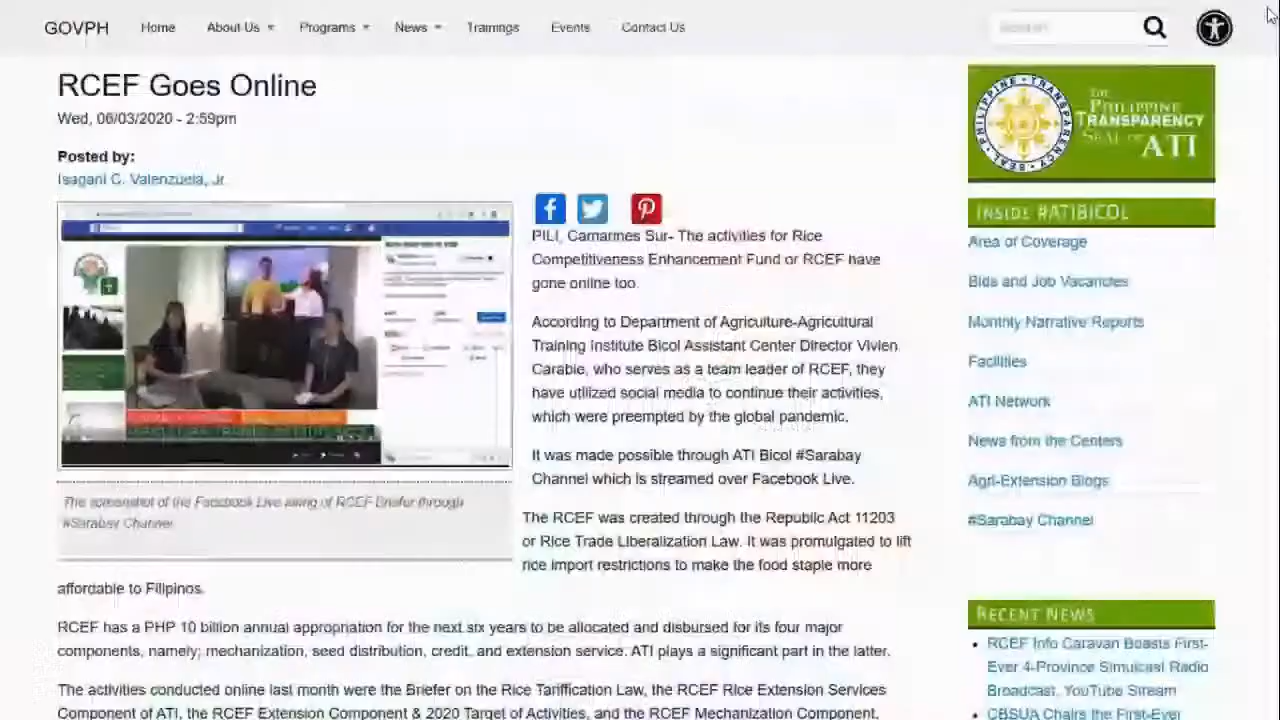 GOVPH Home About Us Programs News Trainings Events Contact Us
RCEF Goes Online
Wed, 06/03/2020 - 2:59pm
Posted by:
Isagani C. Valenzuela, Jr.
The screenshot of the Facebook Live airing of RCEF Briefer through
#Sarabay Channel
PILI, Camarines Sur- The activities for Rice
Competitiveness Enhancement Fund or RCEF have
gone online too.
According to Department of Agriculture-Agricultural
Training Institute Bicol Assistant Center Director Vivien
Carable, who serves as a team leader of RCEF, they
have utilized social media to continue their activities,
which were preempted by the global pandemic.
It was made possible through ATI Bicol #Sarabay
Channel which is streamed over Facebook Live.
The RCEF was created through the Republic Act 11203
or Rice Trade Liberalization Law. It was promulgated to lift
rice import restrictions to make the food staple more
affordable to Filipinos.
RCEF has a PHP 10 billion annual appropriation for the next six years to be allocated and disbursed for its four major
components, namely; mechanization, seed distribution, credit, and extension service. ATI plays a significant part in the latter.
The activities conducted online last month were the Briefer on the Rice Tariffication Law, the RCEF Rice Extension Services
Component of ATI, the RCEF Extension Component & 2020 Target of Activities, and the RCEF Mechanization Component.
PHILIPPINE TRANSPARENCY SEAL
THE
PHILIPPINE
TRANSPARENCY
SEAL OF
ATI
INSIDE RATIBICOL
Area of Coverage
Bids and Job Vacancies
Monthly Narrative Reports
Facilities
ATI Network
News from the Centers
Agri-Extension Blogs
#Sarabay Channel
RECENT NEWS
RCEF Info Caravan Boasts First-
Ever 4-Province Simulcast Radio
Broadcast, YouTube Stream
CBSUA Chairs the First-Ever